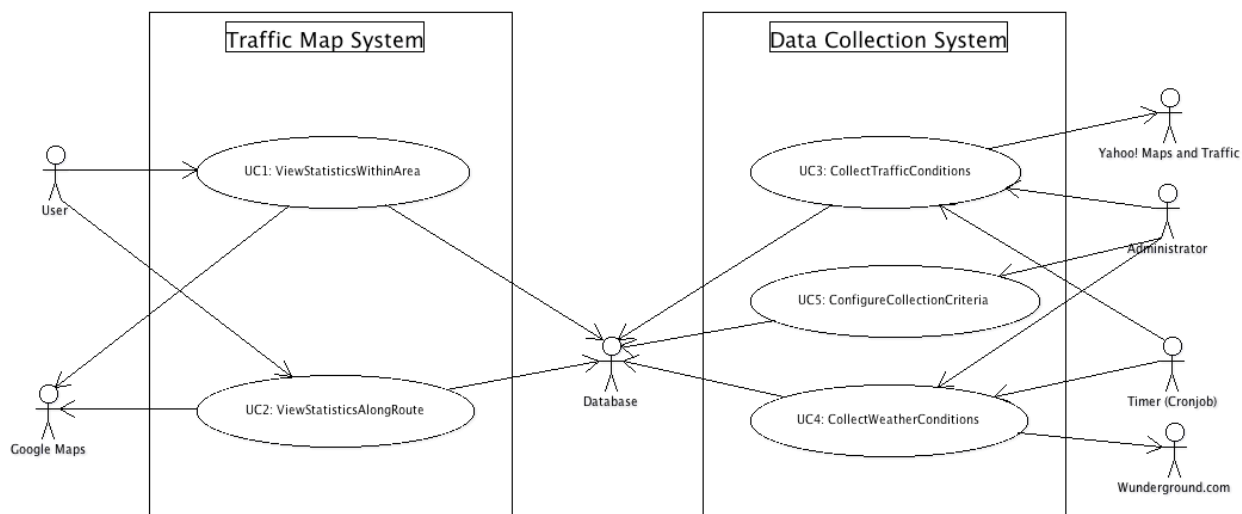 Traffic Map System
Data Collection System
Yahoo! Maps and Traffic
UC1: ViewStatisticsWithinArea
UC3: CollectTrafficConditions
User
Administrator
UC5: ConfigureCollectionCriteria
Database
Timer (Cronjob)
UC2: ViewStatisticsAlongRoute
UC4: CollectWeatherConditions
Google Maps
Wunderground.com